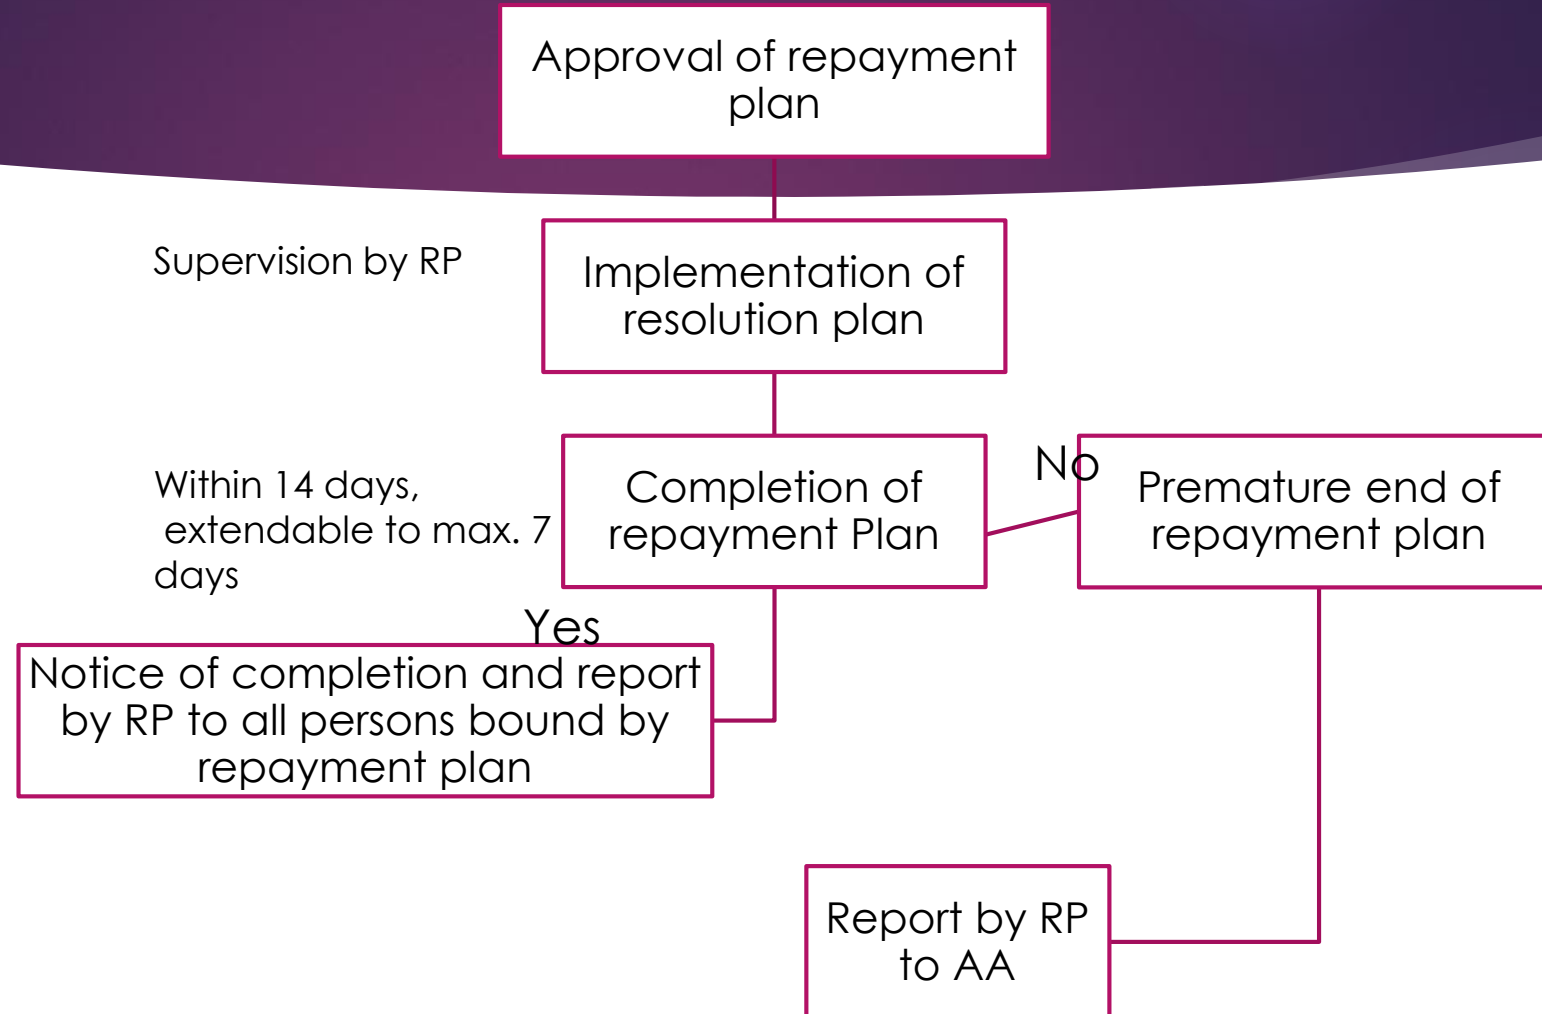 Approval of repayment
plan
Supervision by RP
Implementation of
resolution plan
Within 14 days,
extendable to max. 7
days
Completion of
repayment Plan
No
Premature end of
repayment plan
Yes
Notice of completion and report
by RP to all persons bound by
repayment plan
Report by RP
to AA